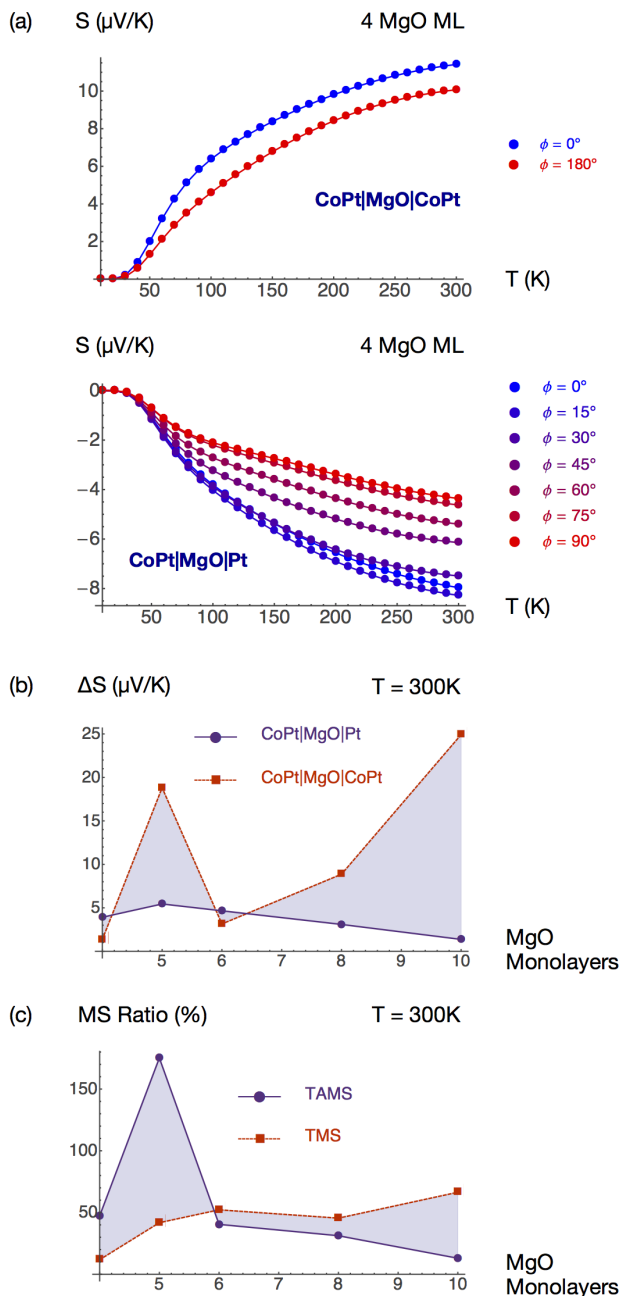 (a) S (μV/K) 4 MgO ML
10
8
6
4
2
50 100 150 200 250 300
T (K)
CoPt|MgO|CoPt
ϕ = 0°
ϕ = 180°
S (μV/K) 4 MgO ML
0
−2
−4
−6
−8
50 100 150 200 250 300
T (K)
CoPt|MgO|Pt
ϕ = 0°
ϕ = 15°
ϕ = 30°
ϕ = 45°
ϕ = 60°
ϕ = 75°
ϕ = 90°
(b) ΔS (μV/K) T = 300K
25
20
15
10
5
CoPt|MgO|Pt
CoPt|MgO|CoPt
5 6 7 8 9 10
MgO
Monolayers
(c) MS Ratio (%) T = 300K
150
100
50
TAMS
TMS
5 6 7 8 9 10
MgO
Monolayers